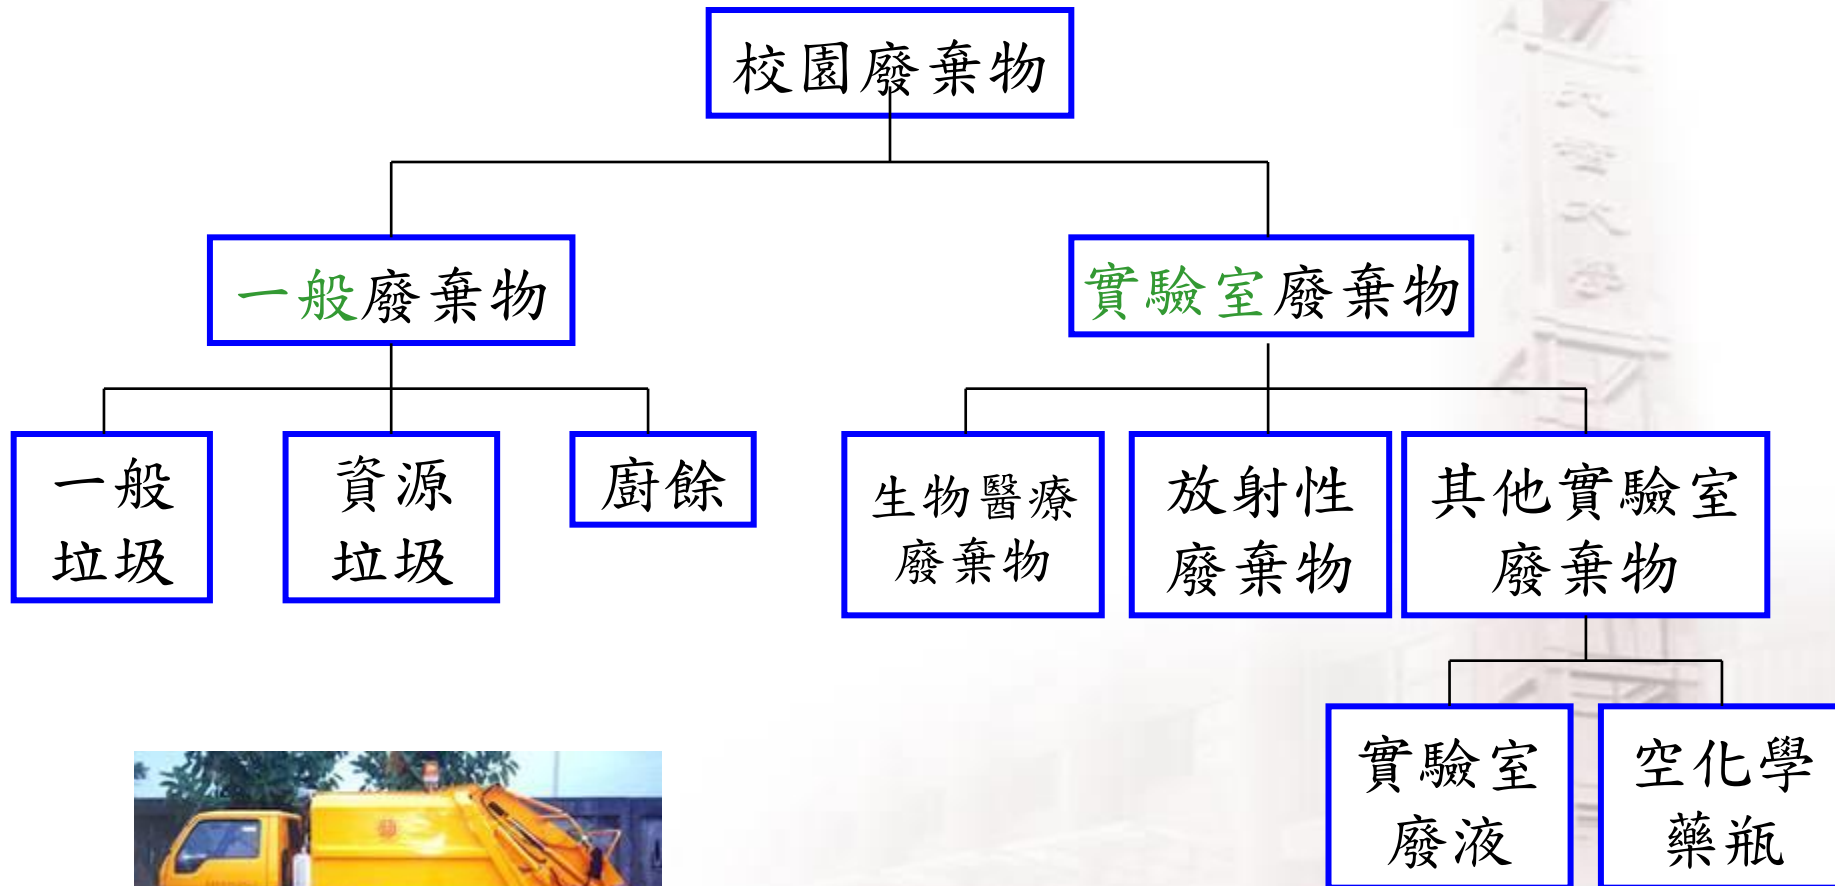 校園廢棄物
一般廢棄物
實驗室廢棄物
一般
垃圾
資源
垃圾
廚餘
生物醫療
廢棄物
放射性
廢棄物
其他實驗室
廢棄物
實驗室
廢液
空化學
藥瓶